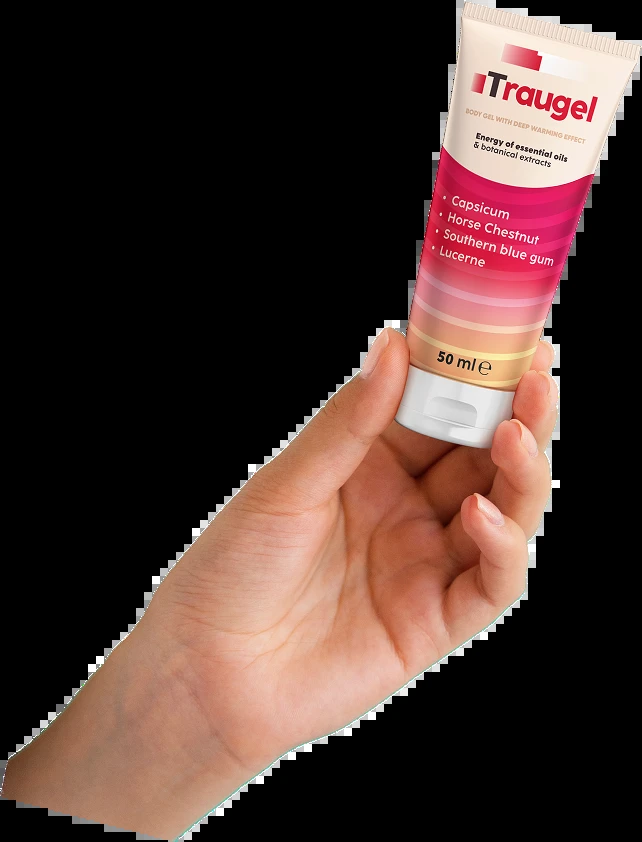 Traugel
BODY GEL WITH DEEP WARMING EFFECT
Energy of essential oils
& botanical extracts
• Capsicum
• Horse Chestnut
• Southern blue gum
• Lucerne
50 ml ℮